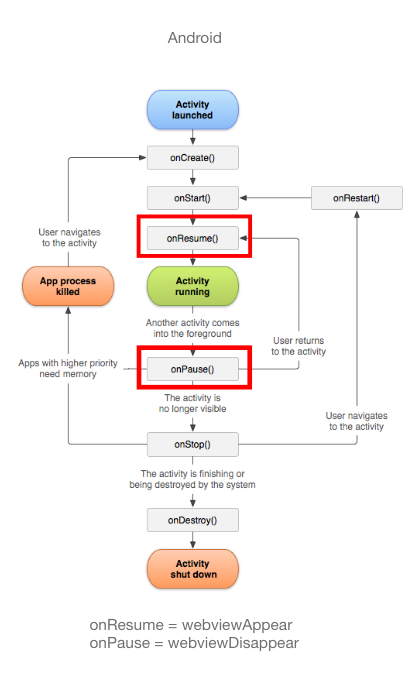 Android
Activity
launched
onCreate()
onStart()
onRestart()
onResume()
User navigates
to the activity
App process
killed
Activity
running
Another activity comes
into the foreground
User returns
to the activity
Apps with higher priority
need memory
onPause()
The activity is
no longer visible
User navigates
to the activity
onStop()
The activity is finishing or
being destroyed by the system
onDestroy()
Activity
shut down
onResume = webviewAppear
onPause = webviewDisappear